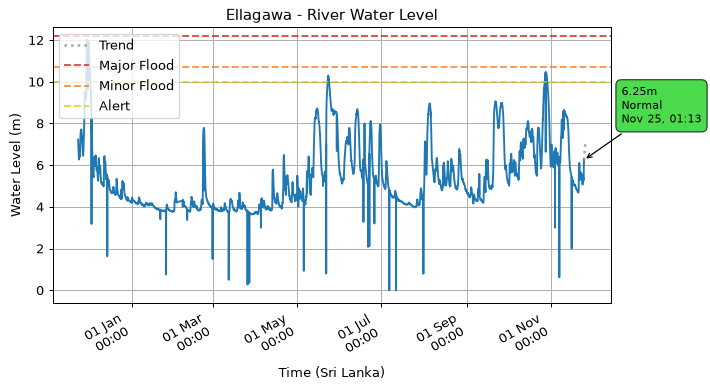 Ellagawa - River Water Level
Trend
Major Flood
Minor Flood
Alert
6.25m
Normal
Nov 25, 01:13
Water Level (m)
12
10
8
6
4
2
0
01 Jan
00:00
01 Mar
00:00
01 May
00:00
01 Jul
00:00
01 Sep
00:00
01 Nov
00:00
Time (Sri Lanka)